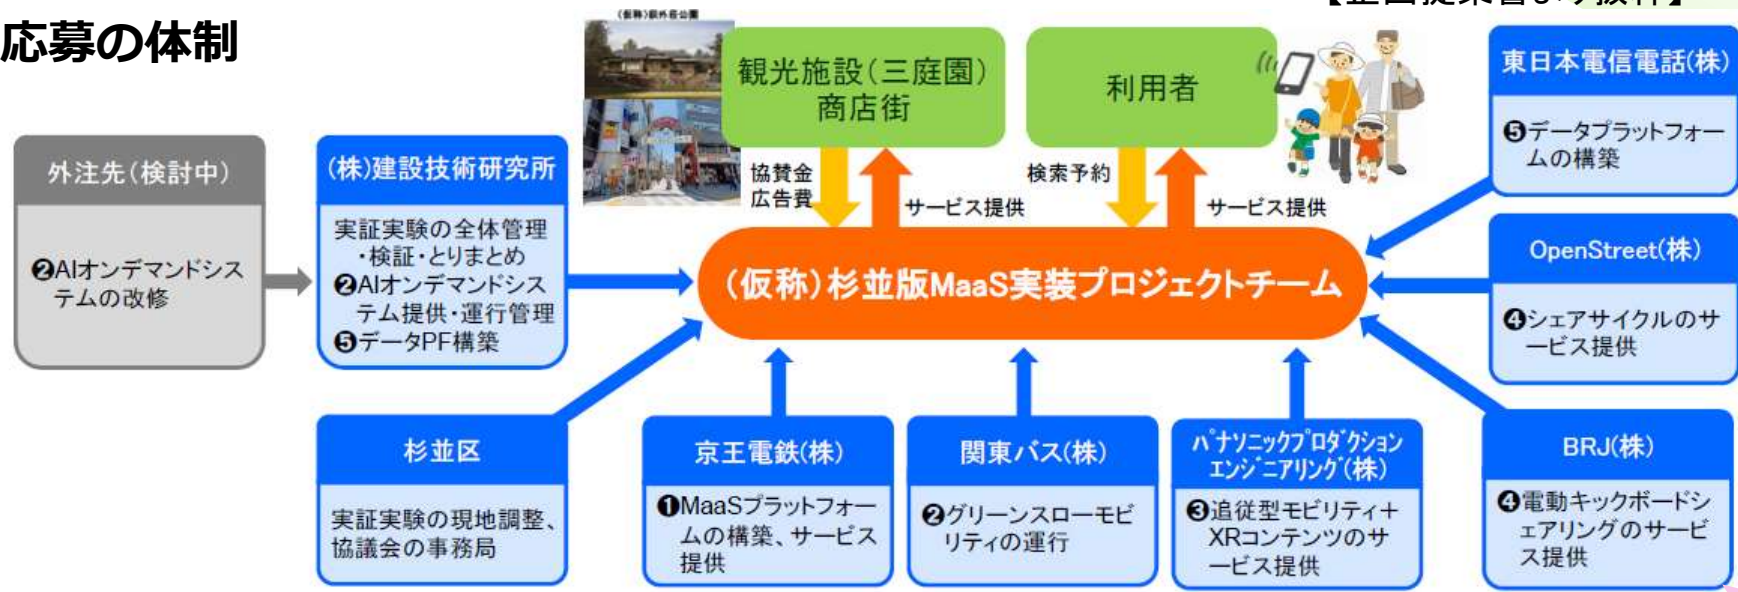 【企画提案書より抜粋】
応募の体制
(仮称)荻外荘公園
観光施設(三庭園)
商店街
利用者
協賛金
広告費
サービス提供
検索予約
サービス提供
外注先(検討中)
❷AIオンデマンドシス
テムの改修
(株)建設技術研究所
実証実験の全体管理
・検証・とりまとめ
❷AIオンデマンドシス
テム提供・運行管理
❺データPF構築
(仮称)杉並版MaaS実装プロジェクトチーム
東日本電信電話(株)
❺データプラットフォー
ムの構築
OpenStreet(株)
❹シェアサイクルのサ
ービス提供
杉並区
実証実験の現地調整、
協議会の事務局
京王電鉄(株)
❶MaaSプラットフォー
ムの構築、サービス
提供
関東バス(株)
❷グリーンスローモビ
リティの運行
パナソニックプロダクション
エンジニアリング(株)
❸追従型モビリティ＋
XRコンテンツのサ
ービス提供
BRJ(株)
❹電動キックボードシ
ェアリングのサービ
ス提供